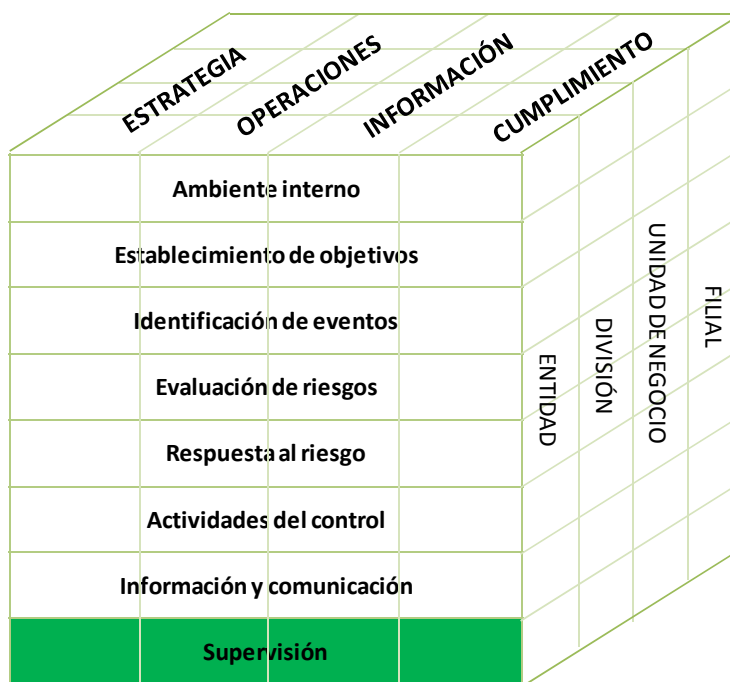 ESTRATEGIA
OPERACIONES
INFORMACIÓN
CUMPLIMIENTO
Ambiente interno
Establecimiento de objetivos
Identificación de eventos
Evaluación de riesgos
Respuesta al riesgo
Actividades del control
Información y comunicación
Supervisión
ENTIDAD
DIVISIÓN
UNIDAD DE NEGOCIO
FILIAL